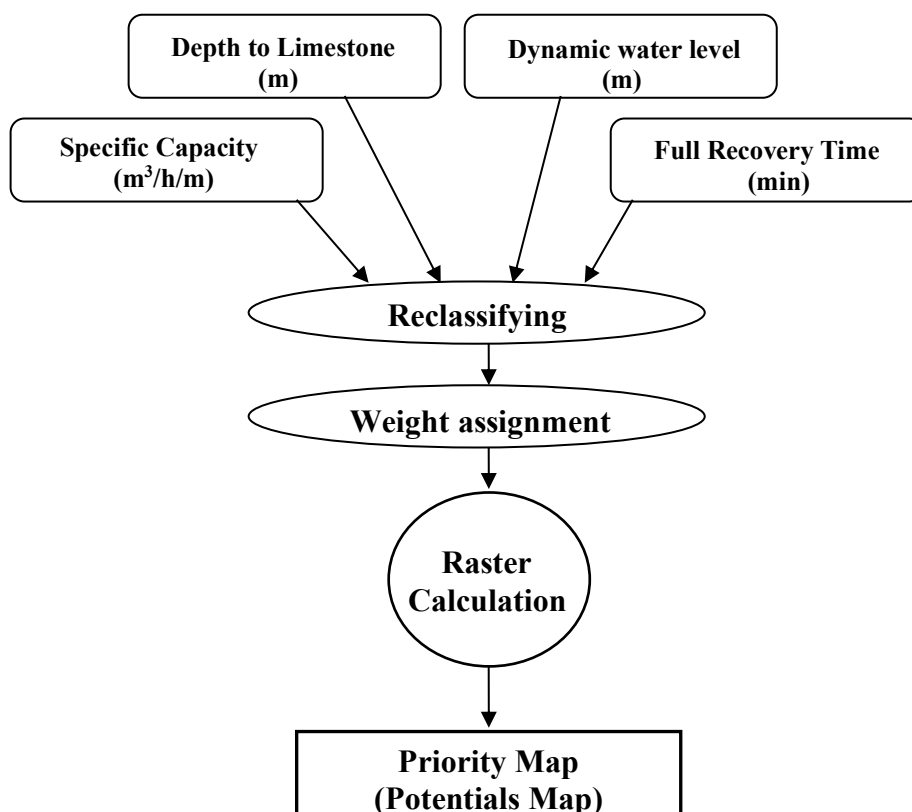 Depth to Limestone
(m)
Dynamic water level
(m)
Specific Capacity
(m³/h/m)
Full Recovery Time
(min)
Reclassifying
Weight assignment
Raster
Calculation
Priority Map
(Potentials Map)